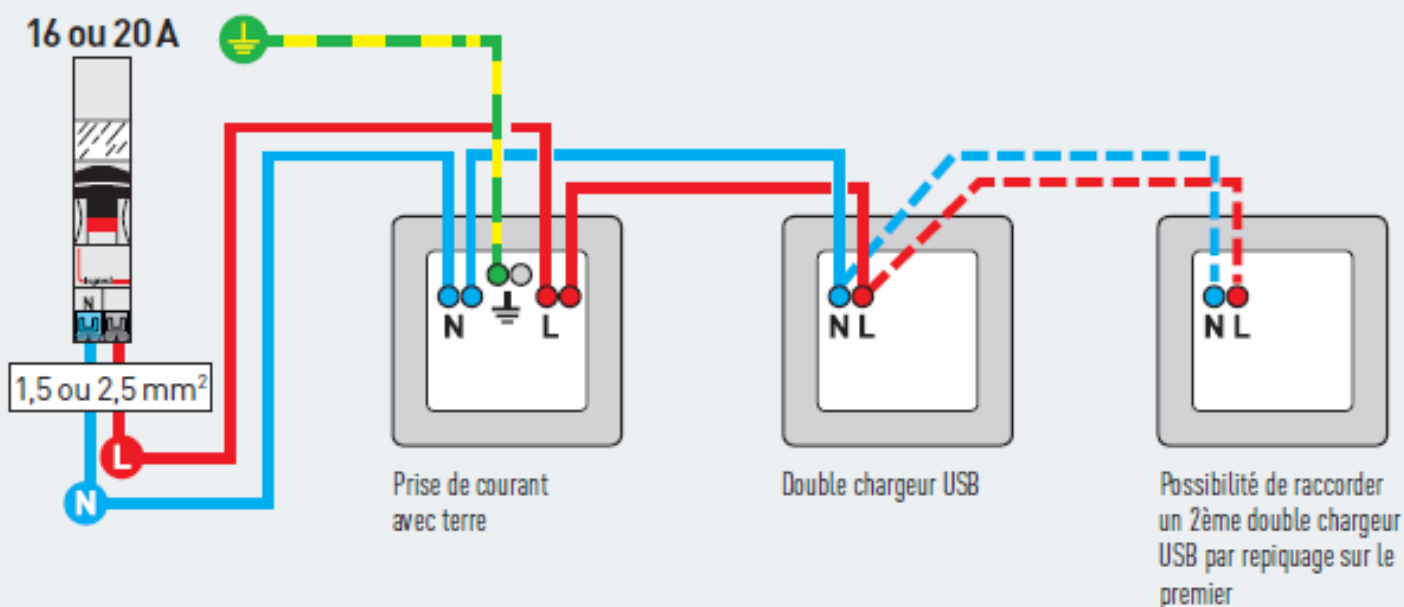 16 ou 20 A
legrand
N
1,5 ou 2,5 mm²
L
N
N L
N L
N L
Prise de courant
avec terre
Double chargeur USB
Possibilité de raccorder
un 2ème double chargeur
USB par repiquage sur le
premier